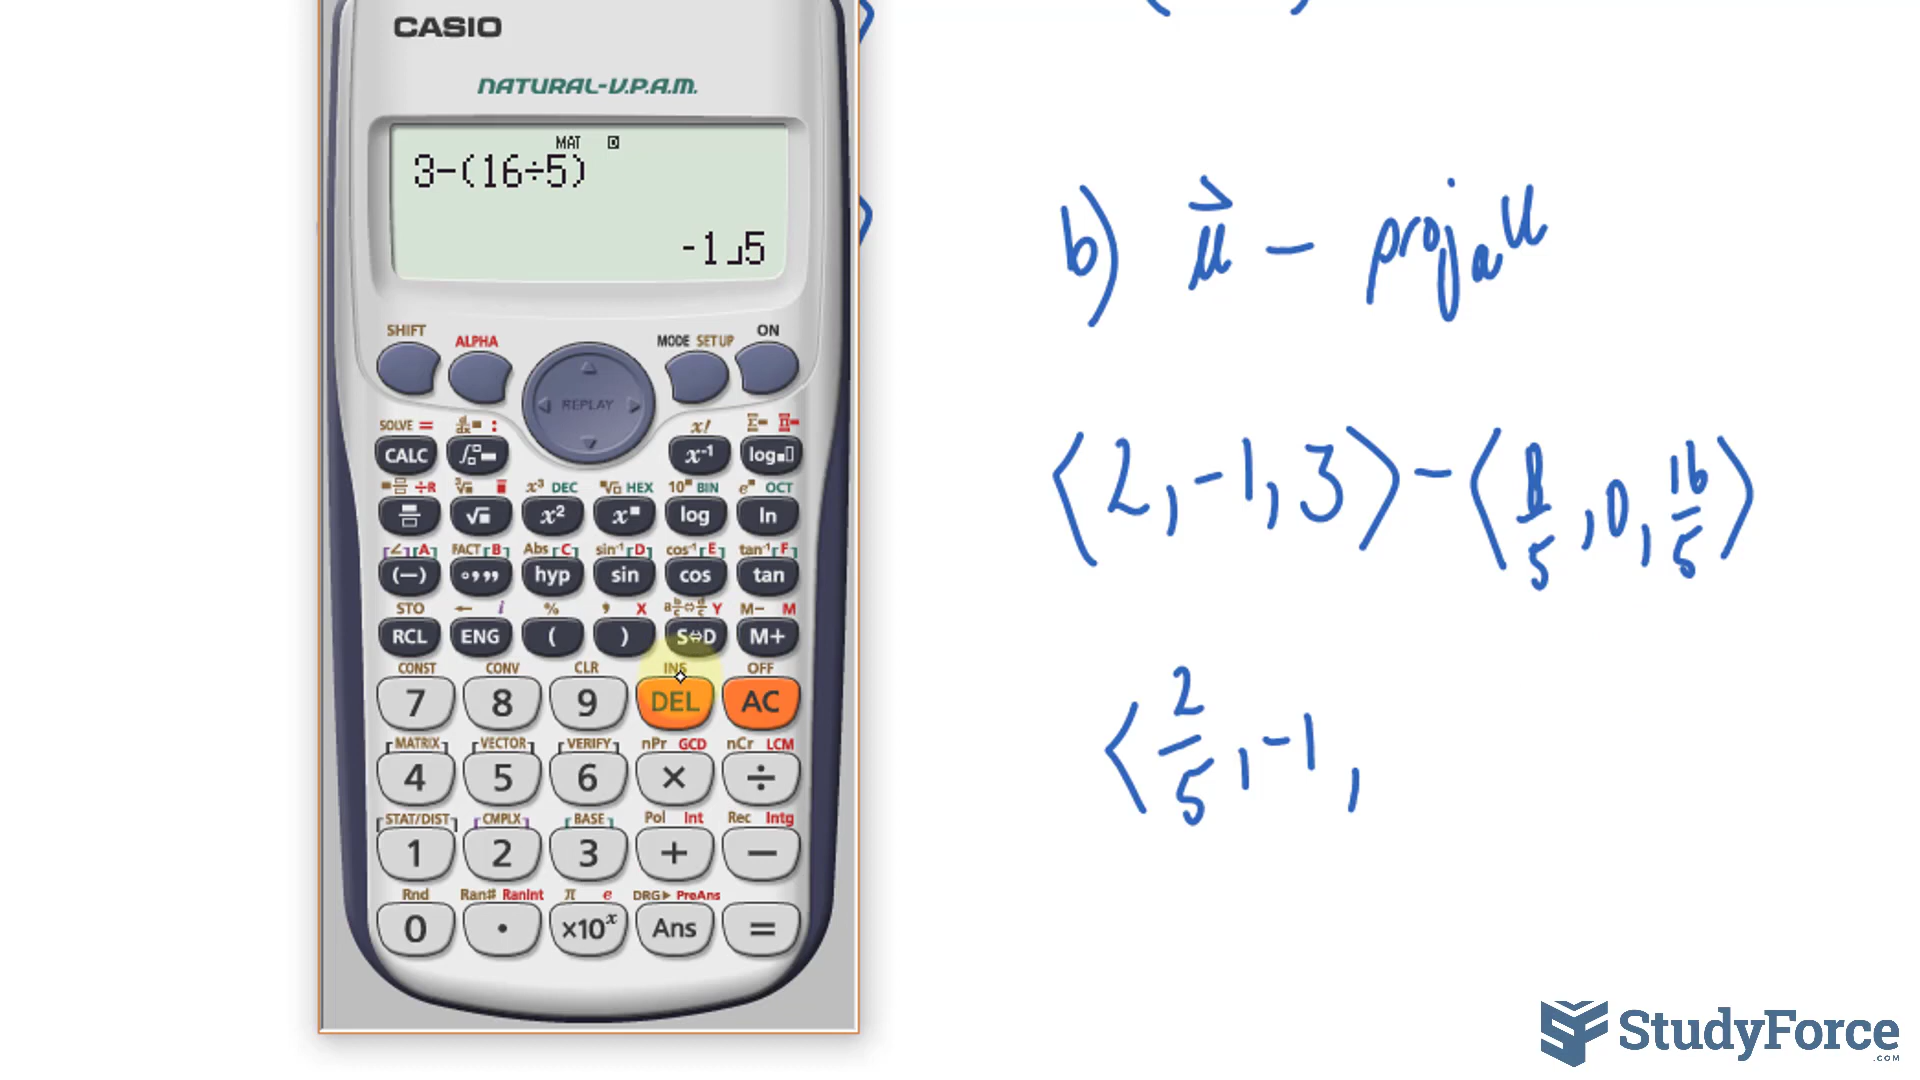 CASIO
NATURAL-V.P.A.M.
MAT D
3-(16÷5)
-1⌟5
b) u⃗ - proj_a u
⟨2, -1, 3⟩ - ⟨8/5, 0, 16/5⟩
⟨2/5, -1,
SHIFT ALPHA MODE SETUP ON
REPLAY
SOLVE = d/dx : x! Σ= Π=
CALC ∫ x⁻¹ log
÷R ³√ x³ DEC HEX 10 BIN e OCT
√ x² x log ln
∠ A FACT B Abs C sin⁻¹ D cos⁻¹ E tan⁻¹ F
(−) °,,, hyp sin cos tan
STO ← i % , X a b/c⇔d/c Y M− M
RCL ENG ( ) S⇔D M+
CONST CONV CLR INS OFF
7 8 9 DEL AC
MATRIX VECTOR VERIFY nPr GCD nCr LCM
4 5 6 × ÷
STAT/DIST CMPLX BASE Pol Int Rec Intg
1 2 3 + −
Rnd Ran# RanInt π e DRG▶ PreAns
0 . ×10ˣ Ans =
StudyForce
.COM